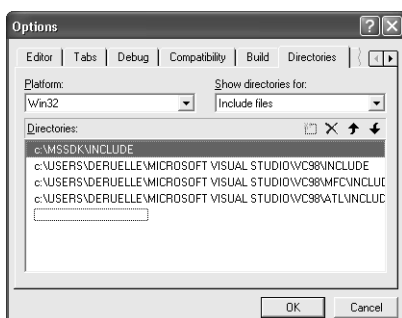 Options
Editor Tabs Debug Compatibility Build Directories
Platform: Show directories for:
Win32 Include files
Directories:
c:\MSSDK\INCLUDE
c:\USERS\DERUELLE\MICROSOFT VISUAL STUDIO\VC98\INCLUDE
c:\USERS\DERUELLE\MICROSOFT VISUAL STUDIO\VC98\MFC\INCLUD
c:\USERS\DERUELLE\MICROSOFT VISUAL STUDIO\VC98\ATL\INCLUD
OK Cancel